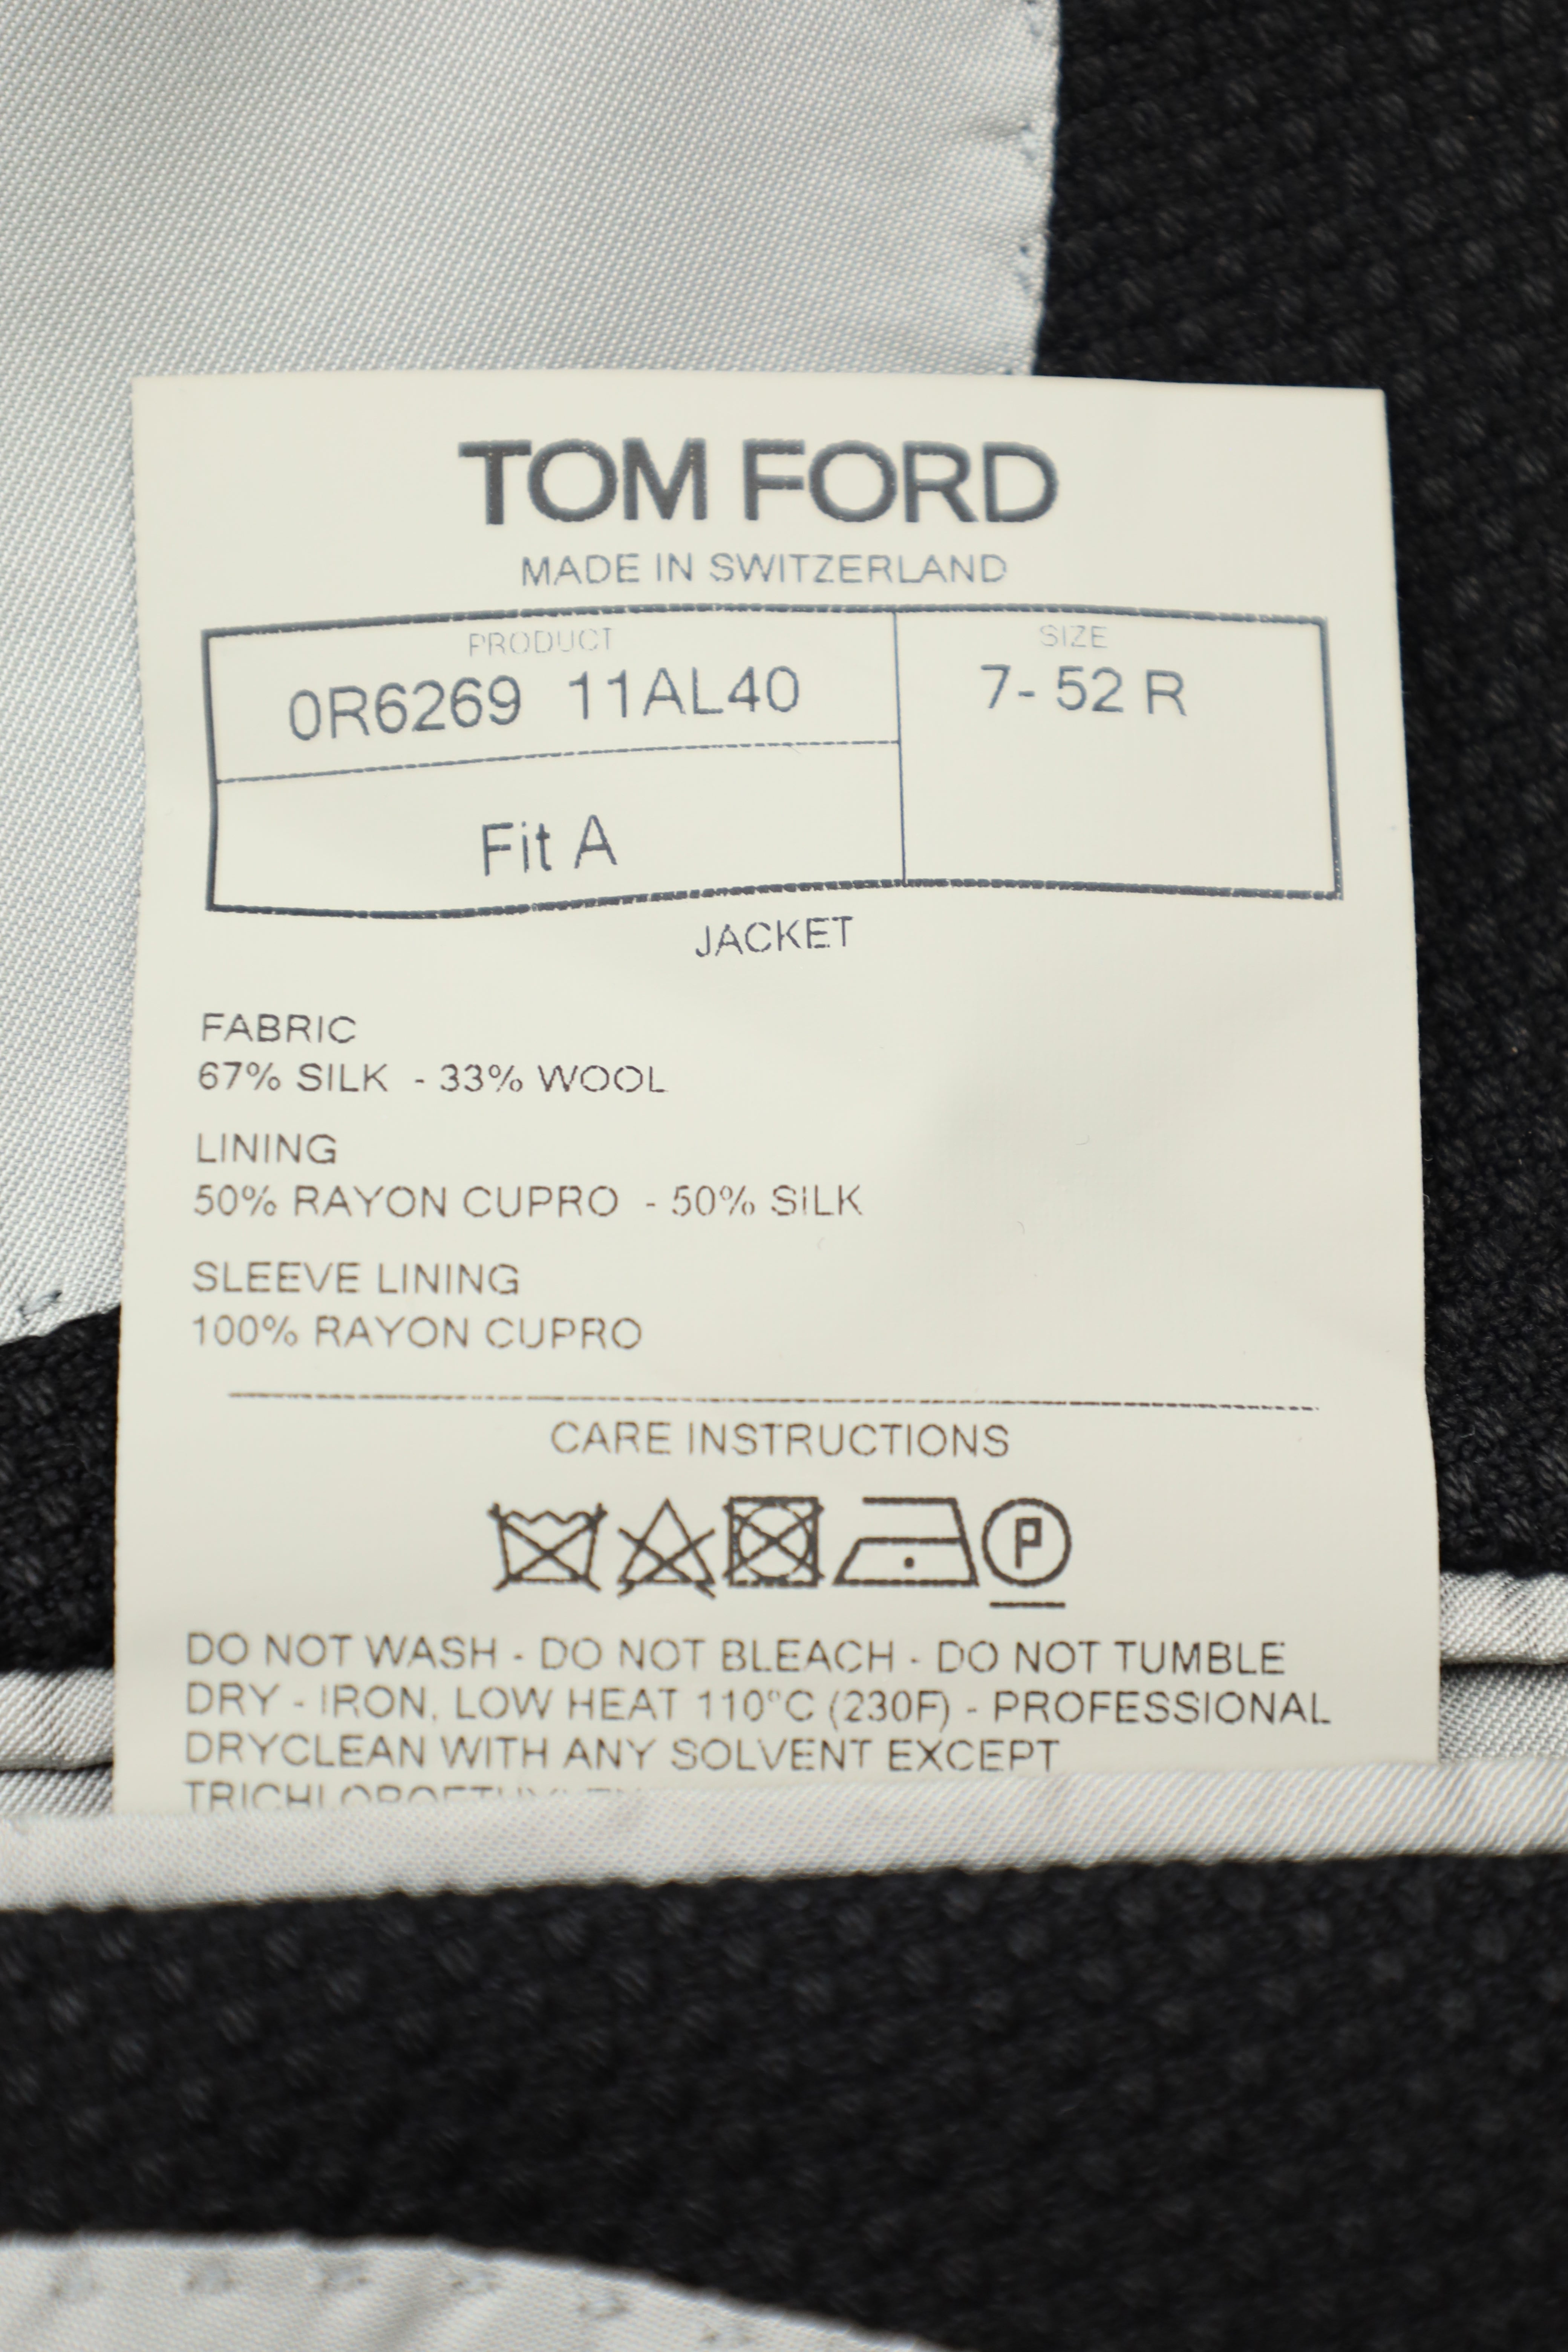 TOM FORD
MADE IN SWITZERLAND
PRODUCT
0R6269 11AL40
SIZE
7- 52 R
Fit A
JACKET
FABRIC
67% SILK - 33% WOOL
LINING
50% RAYON CUPRO - 50% SILK
SLEEVE LINING
100% RAYON CUPRO
CARE INSTRUCTIONS
P
DO NOT WASH - DO NOT BLEACH - DO NOT TUMBLE
DRY - IRON, LOW HEAT 110°C (230F) - PROFESSIONAL
DRYCLEAN WITH ANY SOLVENT EXCEPT